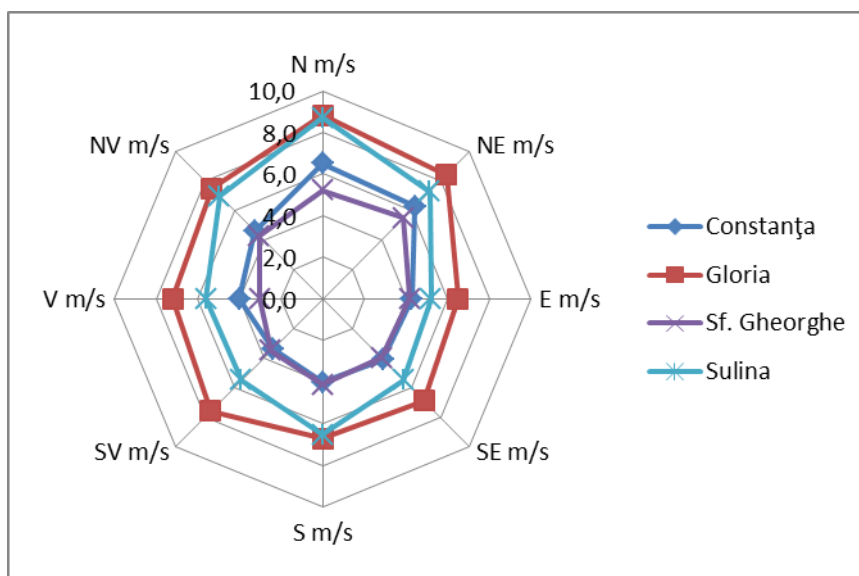 N m/s
10,0
NV m/s
NE m/s
8,0
6,0
4,0
2,0
V m/s
0,0
E m/s
SV m/s
SE m/s
S m/s
Constanţa
Gloria
Sf. Gheorghe
Sulina